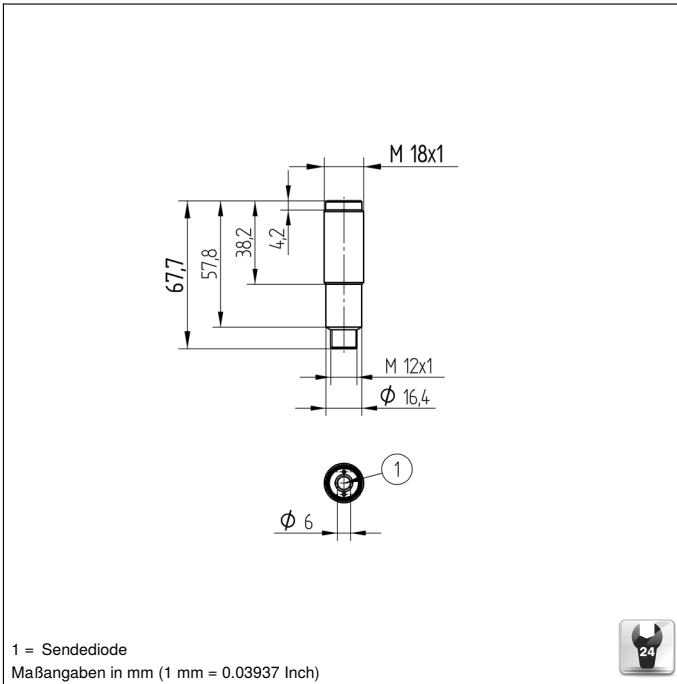 M 18x1
67,7
57,8
38,2
4,2
M 12x1
ϕ 16,4
1
ϕ 6
1 = Sendediode
Maßangaben in mm (1 mm = 0.03937 Inch)
24